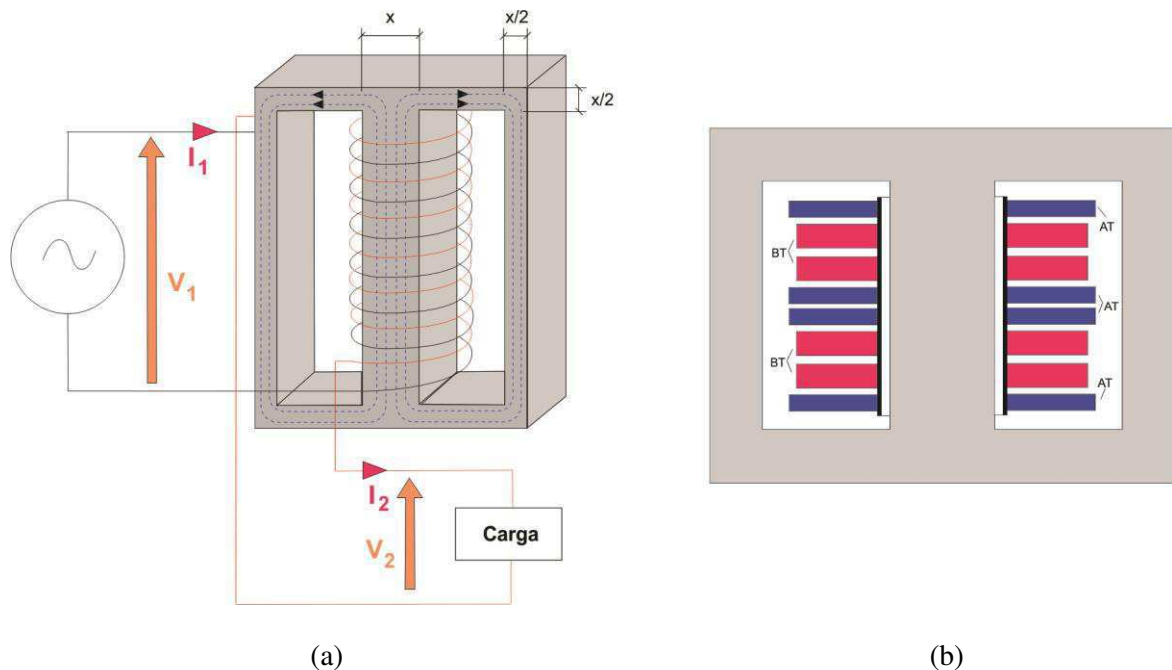 x
x/2
x/2
I1
V1
I2
V2
Carga
(a)
BT
BT
AT
AT
AT
(b)